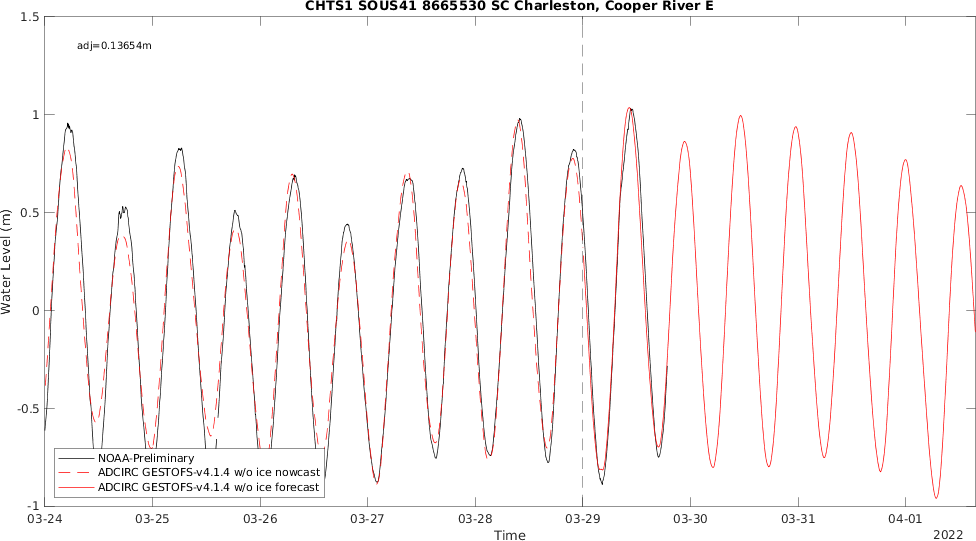 CHTS1 SOUS41 8665530 SC Charleston, Cooper River E
1.5
adj=0.13654m
1
0.5
0
-0.5
-1
Water Level (m)
NOAA-Preliminary
ADCIRC GESTOFS-v4.1.4 w/o ice nowcast
ADCIRC GESTOFS-v4.1.4 w/o ice forecast
03-24 03-25 03-26 03-27 03-28 03-29 03-30 03-31 04-01
Time
2022